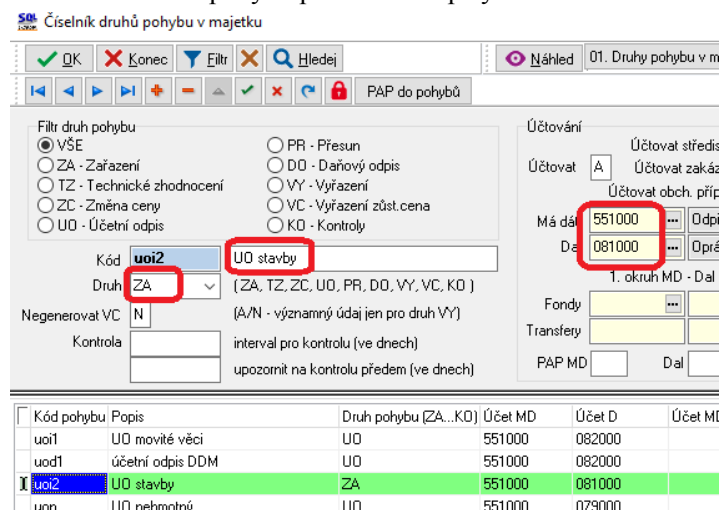 Číselník druhů pohybu v majetku
OK Konec Filtr Hledej Náhled 01. Druhy pohybu v m
PAP do pohybů
Filtr druh pohybu
VŠE
PR - Přesun
ZA - Zařazení
DO - Daňový odpis
TZ - Technické zhodnocení
VY - Vyřazení
ZC - Změna ceny
VC - Vyřazení zůst.cena
UO - Účetní odpis
KO - Kontroly
Účtování
Účtovat středis
Účtovat A Účtovat zakáz
Účtovat obch. příp
Má dát 551000 ... Odpi
Da 081000 ... Oprá
1. okruh MD - Dal
Fondy ...
Transfery
PAP MD Dal
Kód uoi2 UO stavby
Druh ZA (ZA, TZ, ZC, UO, PR, DO, VY, VC, KO )
Negenerovat VC N (A/N - významný údaj jen pro druh VY)
Kontrola interval pro kontrolu (ve dnech)
upozornit na kontrolu předem (ve dnech)
Kód pohybu Popis Druh pohybu (ZA...KO) Účet MD Účet D Účet MD
uoi1 UO movité věci UO 551000 082000
uod1 účetní odpis DDM UO 551000 082000
uoi2 UO stavby ZA 551000 081000
uon UO nehmotný UO 551000 079000